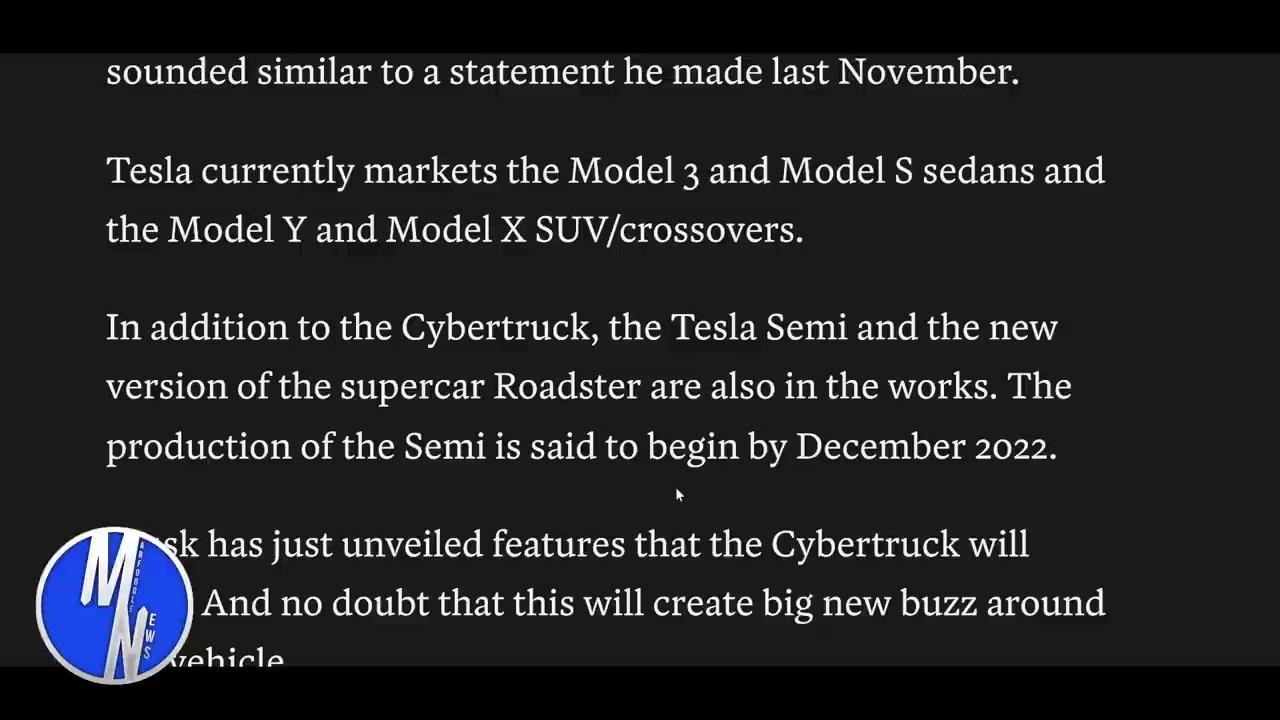 sounded similar to a statement he made last November.
Tesla currently markets the Model 3 and Model S sedans and
the Model Y and Model X SUV/crossovers.
In addition to the Cybertruck, the Tesla Semi and the new
version of the supercar Roadster are also in the works. The
production of the Semi is said to begin by December 2022.
has just unveiled features that the Cybertruck will
And no doubt that this will create big new buzz around
vehicle.
M
N
EWS